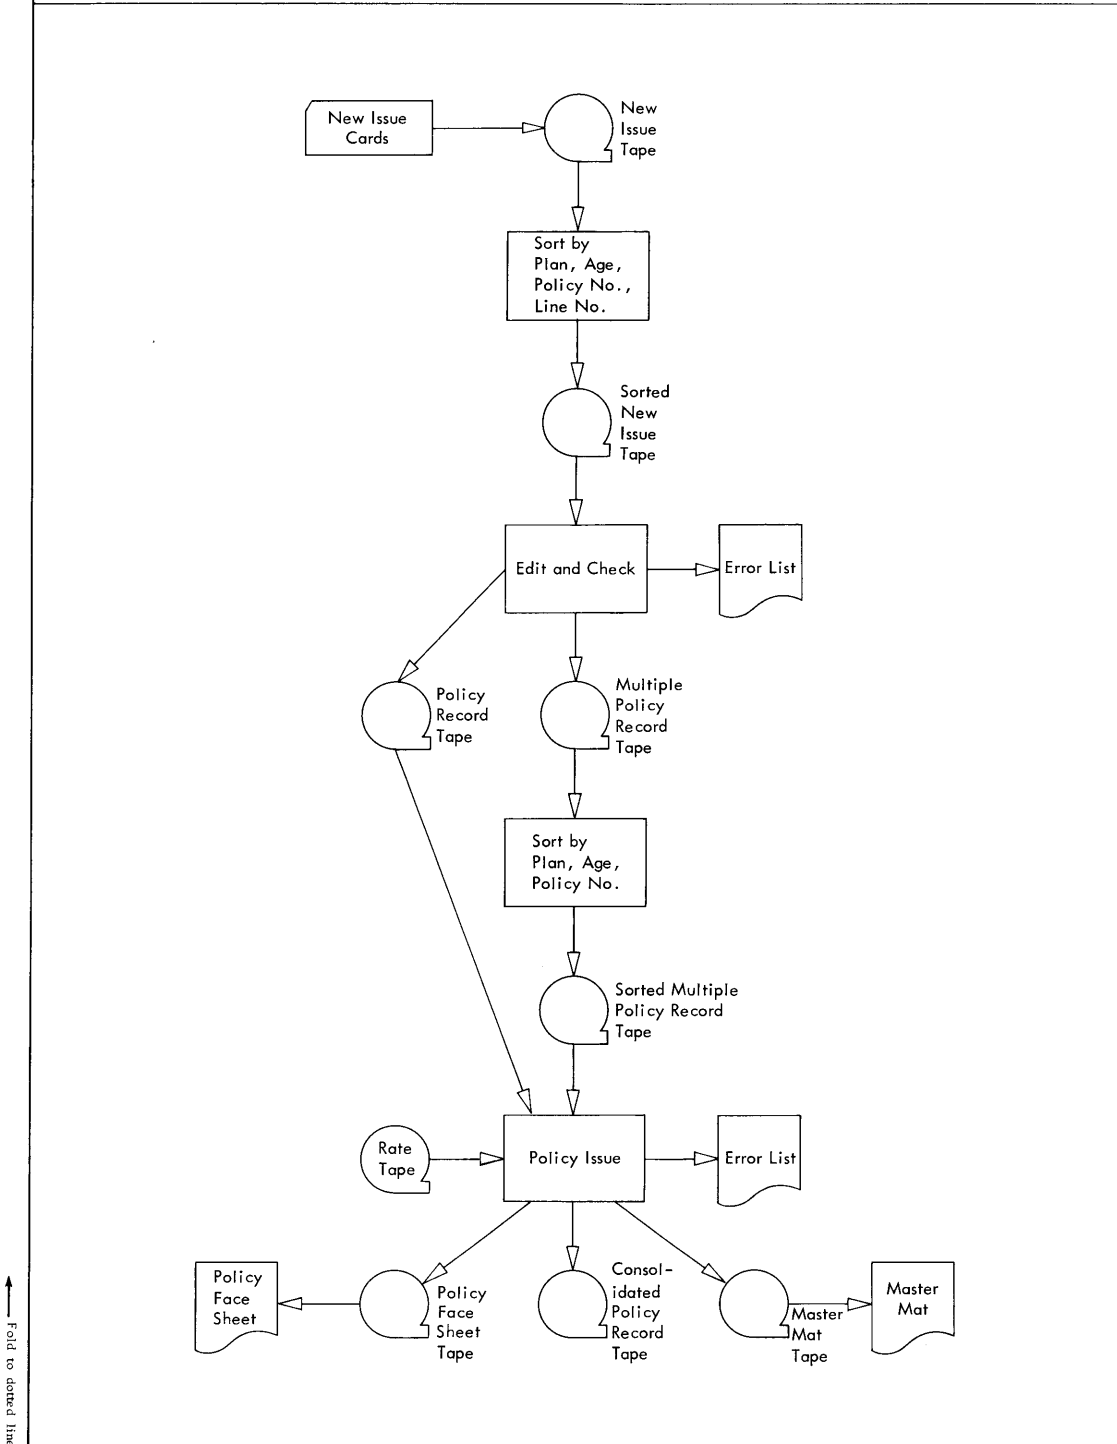 New Issue
Cards
New
Issue
Tape
Sort by
Plan, Age,
Policy No.,
Line No.
Sorted
New
Issue
Tape
Edit and Check
Error List
Policy
Record
Tape
Multiple
Policy
Record
Tape
Sort by
Plan, Age,
Policy No.
Sorted Multiple
Policy Record
Tape
Rate
Tape
Policy Issue
Error List
Policy
Face
Sheet
Policy
Face
Sheet
Tape
Consol-
idated
Policy
Record
Tape
Master
Mat
Tape
Master
Mat
Fold to dotted line